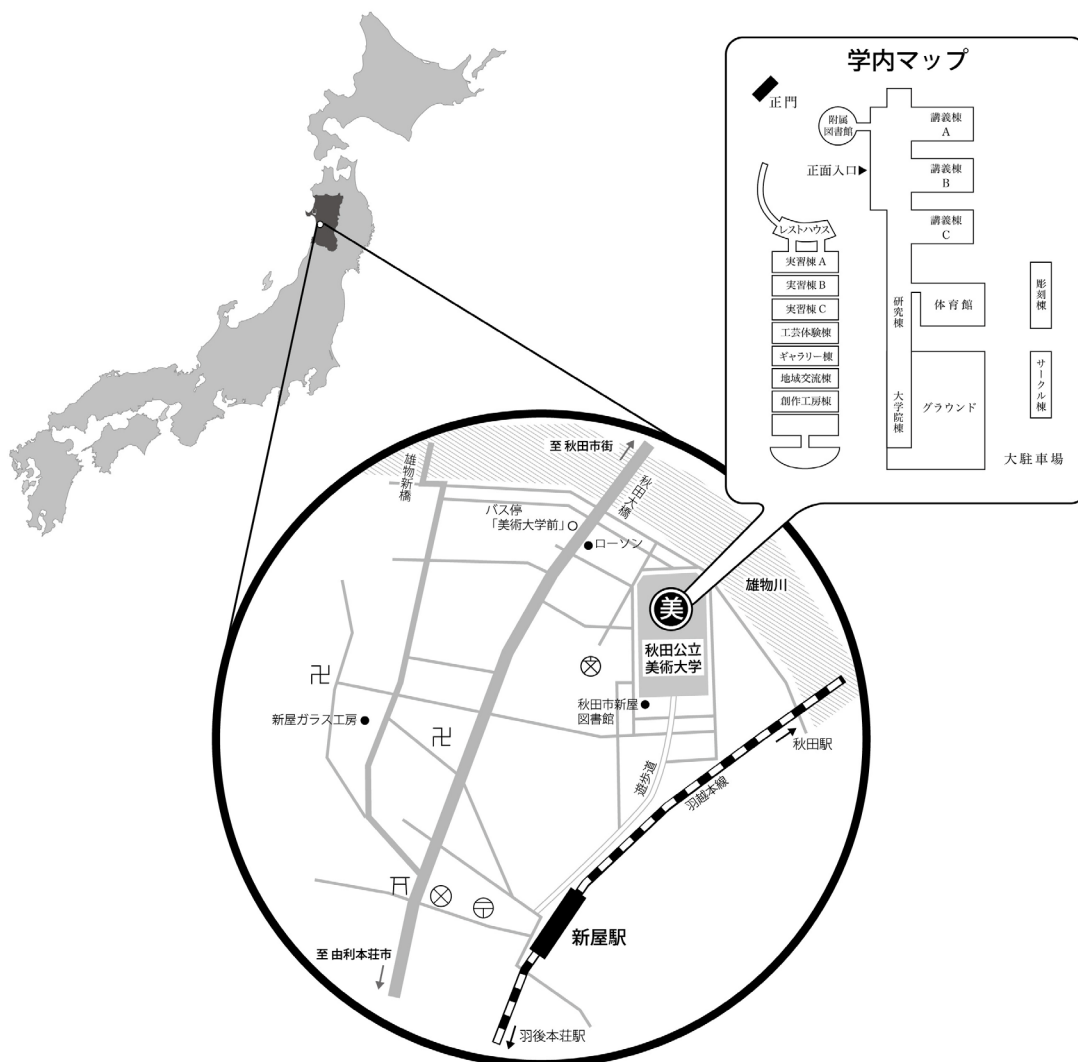 学内マップ
正門
附属
図書館
講義棟
A
正面入口▶
講義棟
B
講義棟
C
レストハウス
実習棟 A
実習棟 B
実習棟 C
工芸体験棟
ギャラリー棟
地域交流棟
創作工房棟
研究棟
体育館
彫刻棟
大学院棟
グラウンド
サークル棟
大駐車場
至 秋田市街
雄物新橋
秋田大橋
バス停
「美術大学前」
ローソン
雄物川
美
秋田公立
美術大学
文
卍
新屋ガラス工房
卍
秋田市新屋
図書館
秋田駅
遊歩道
羽越本線
新屋駅
至 由利本荘市
羽後本荘駅